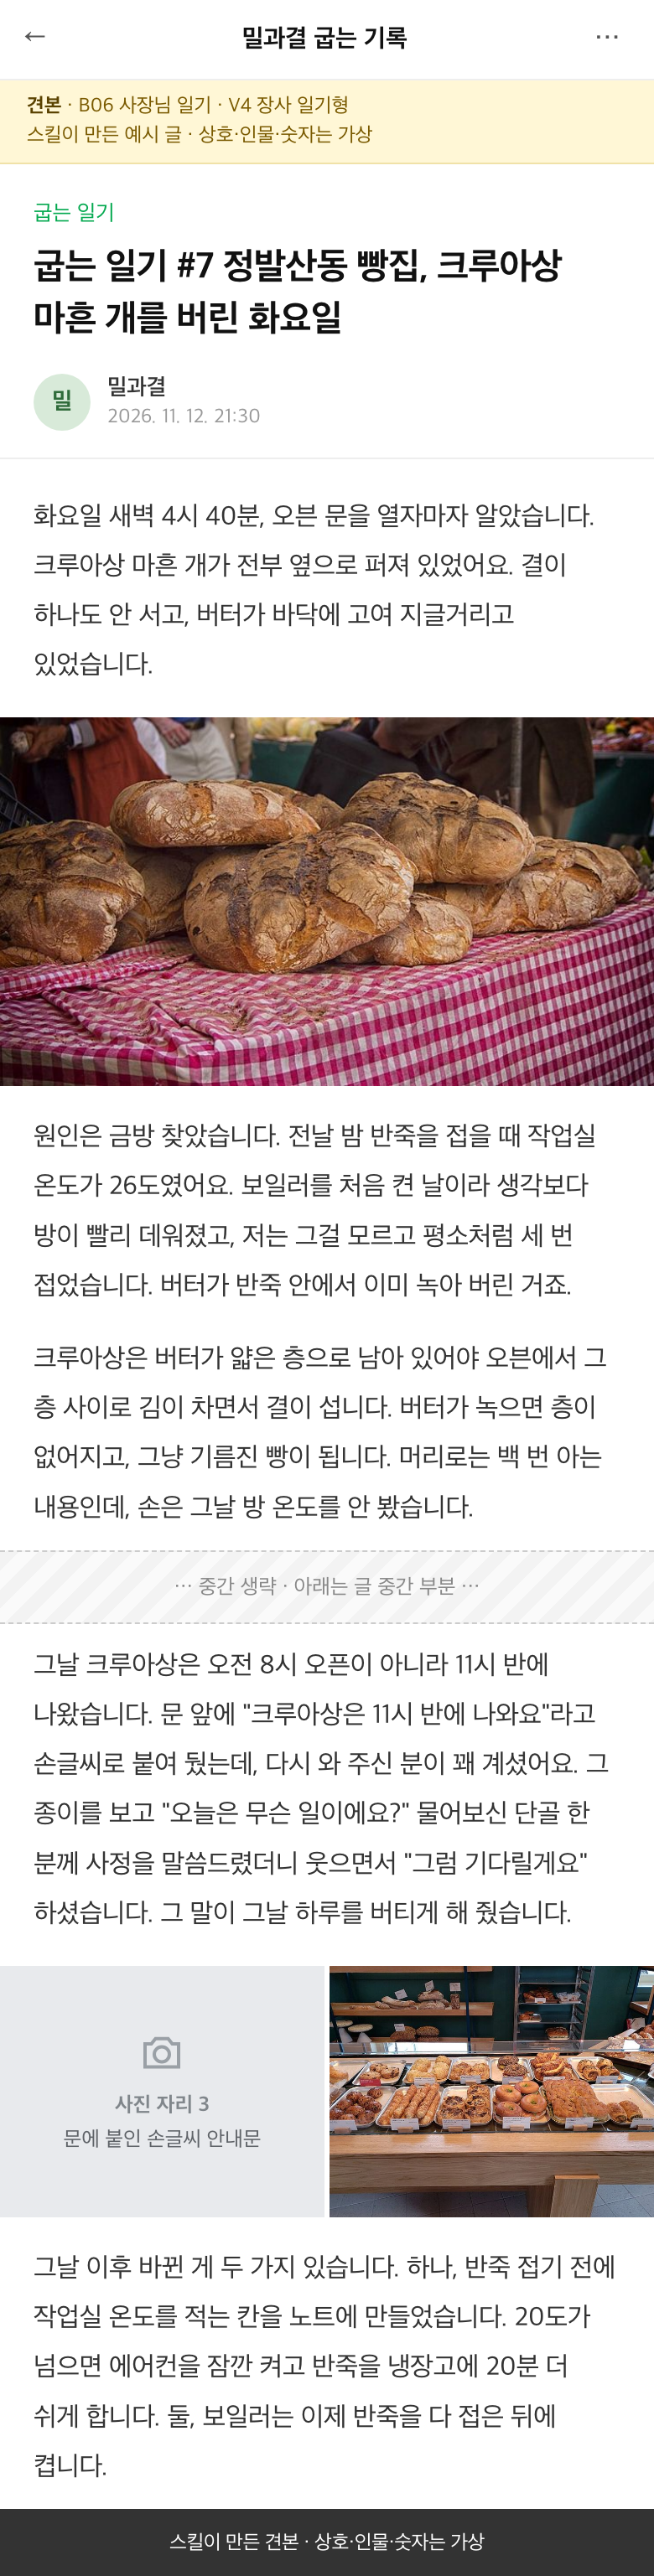 ←
밀과결 굽는 기록
⋯
견본 · B06 사장님 일기 · V4 장사 일기형
스킬이 만든 예시 글 · 상호·인물·숫자는 가상
굽는 일기
굽는 일기 #7 정발산동 빵집, 크루아상
마흔 개를 버린 화요일
밀
밀과결
2026. 11. 12. 21:30
화요일 새벽 4시 40분, 오븐 문을 열자마자 알았습니다.
크루아상 마흔 개가 전부 옆으로 퍼져 있었어요. 결이
하나도 안 서고, 버터가 바닥에 고여 지글거리고
있었습니다.
원인은 금방 찾았습니다. 전날 밤 반죽을 접을 때 작업실
온도가 26도였어요. 보일러를 처음 켠 날이라 생각보다
방이 빨리 데워졌고, 저는 그걸 모르고 평소처럼 세 번
접었습니다. 버터가 반죽 안에서 이미 녹아 버린 거죠.
크루아상은 버터가 얇은 층으로 남아 있어야 오븐에서 그
층 사이로 김이 차면서 결이 섭니다. 버터가 녹으면 층이
없어지고, 그냥 기름진 빵이 됩니다. 머리로는 백 번 아는
내용인데, 손은 그날 방 온도를 안 봤습니다.
⋯ 중간 생략 · 아래는 글 중간 부분 ⋯
그날 크루아상은 오전 8시 오픈이 아니라 11시 반에
나왔습니다. 문 앞에 "크루아상은 11시 반에 나와요"라고
손글씨로 붙여 뒀는데, 다시 와 주신 분이 꽤 계셨어요. 그
종이를 보고 "오늘은 무슨 일이에요?" 물어보신 단골 한
분께 사정을 말씀드렸더니 웃으면서 "그럼 기다릴게요"
하셨습니다. 그 말이 그날 하루를 버티게 해 줬습니다.
사진 자리 3
문에 붙인 손글씨 안내문
그날 이후 바뀐 게 두 가지 있습니다. 하나, 반죽 접기 전에
작업실 온도를 적는 칸을 노트에 만들었습니다. 20도가
넘으면 에어컨을 잠깐 켜고 반죽을 냉장고에 20분 더
쉬게 합니다. 둘, 보일러는 이제 반죽을 다 접은 뒤에
켭니다.
스킬이 만든 견본 · 상호·인물·숫자는 가상